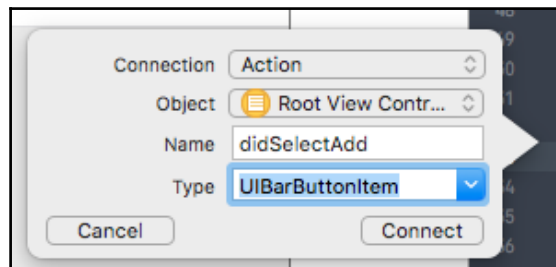 Connection Action
Object Root View Contr...
Name didSelectAdd
Type UIBarButtonItem
Cancel Connect